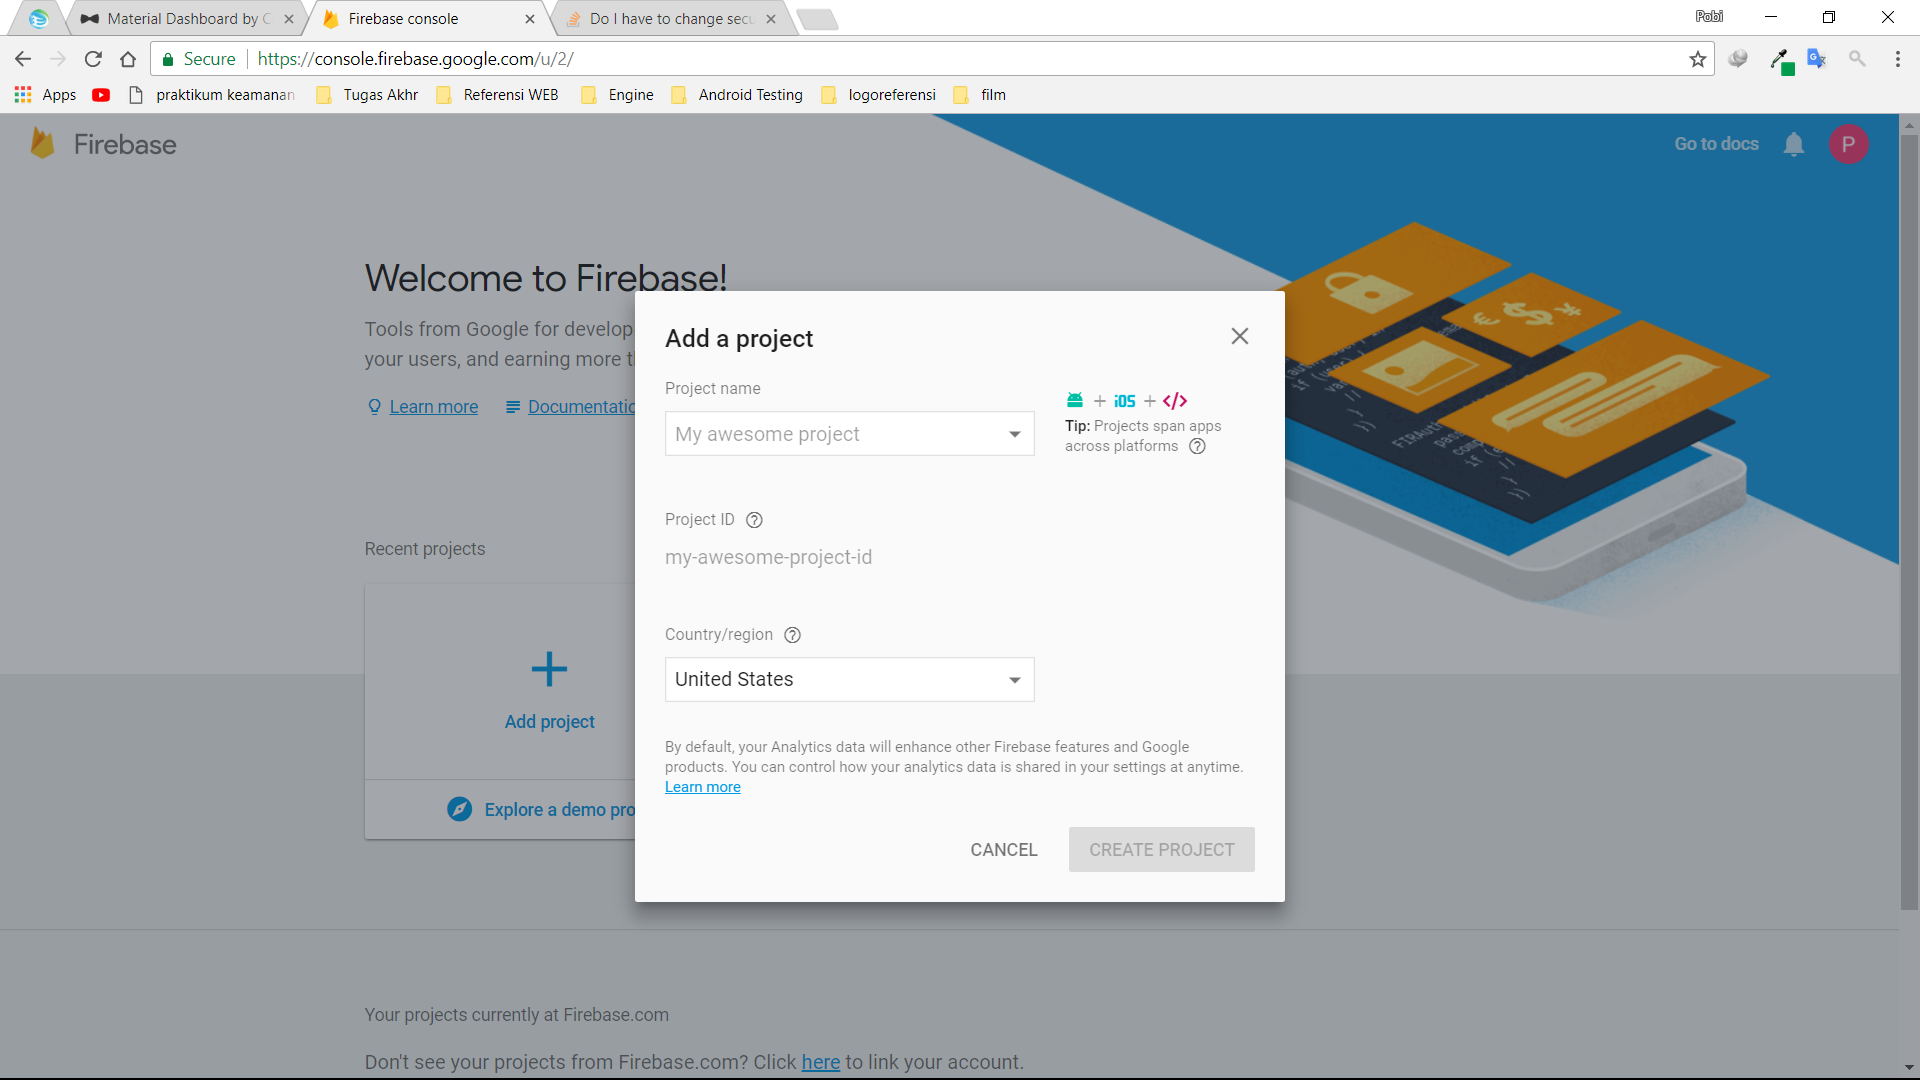 Material Dashboard by C
Firebase console
Do I have to change secu
Pobi
Secure
https://console.firebase.google.com/u/2/
Apps
praktikum keamanan
Tugas Akhr
Referensi WEB
Engine
Android Testing
logoreferensi
film
Firebase
Go to docs
P
Welcome to Firebase!
Tools from Google for develop
your users, and earning more t
Learn more
Documentatio
Recent projects
Add project
Explore a demo pro
Add a project
Project name
My awesome project
+ iOS + </>
Tip: Projects span apps
across platforms
Project ID
my-awesome-project-id
Country/region
United States
By default, your Analytics data will enhance other Firebase features and Google
products. You can control how your analytics data is shared in your settings at anytime.
Learn more
CANCEL
CREATE PROJECT
Your projects currently at Firebase.com
Don't see your projects from Firebase.com? Click here to link your account.